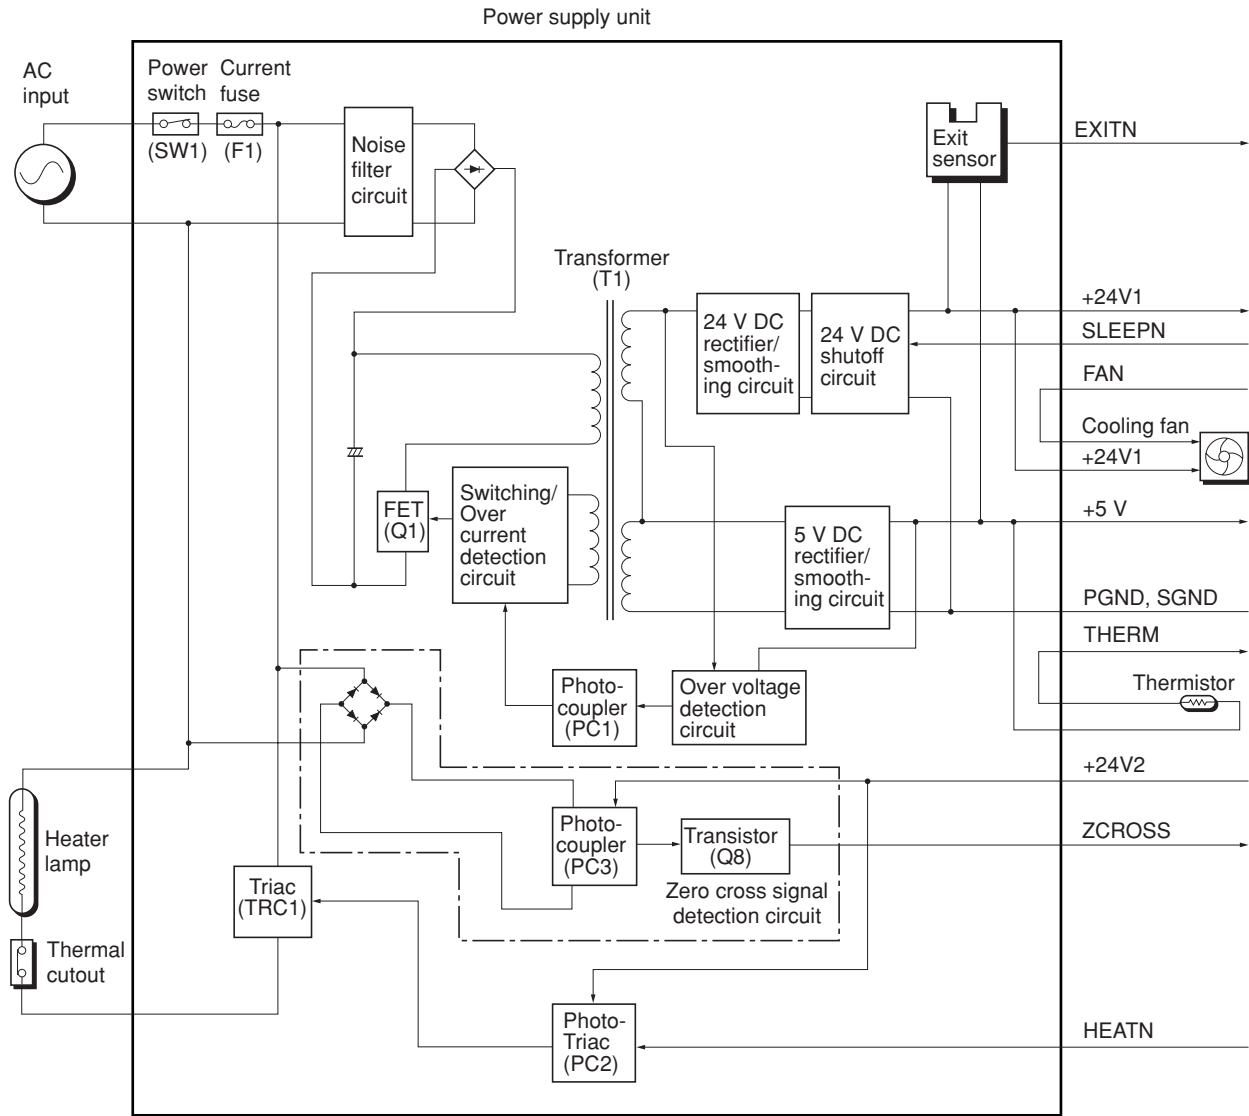 Power supply unit
AC
input
Power
switch
(SW1)
Current
fuse
(F1)
Noise
filter
circuit
Exit
sensor
EXITN
Transformer
(T1)
24 V DC
rectifier/
smooth-
ing circuit
24 V DC
shutoff
circuit
+24V1
SLEEPN
FAN
Cooling fan
+24V1
FET
(Q1)
Switching/
Over
current
detection
circuit
5 V DC
rectifier/
smooth-
ing circuit
+5 V
PGND, SGND
THERM
Thermistor
Photo-
coupler
(PC1)
Over voltage
detection
circuit
+24V2
Heater
lamp
Photo-
coupler
(PC3)
Transistor
(Q8)
ZCROSS
Zero cross signal
detection circuit
Triac
(TRC1)
Thermal
cutout
Photo-
Triac
(PC2)
HEATN